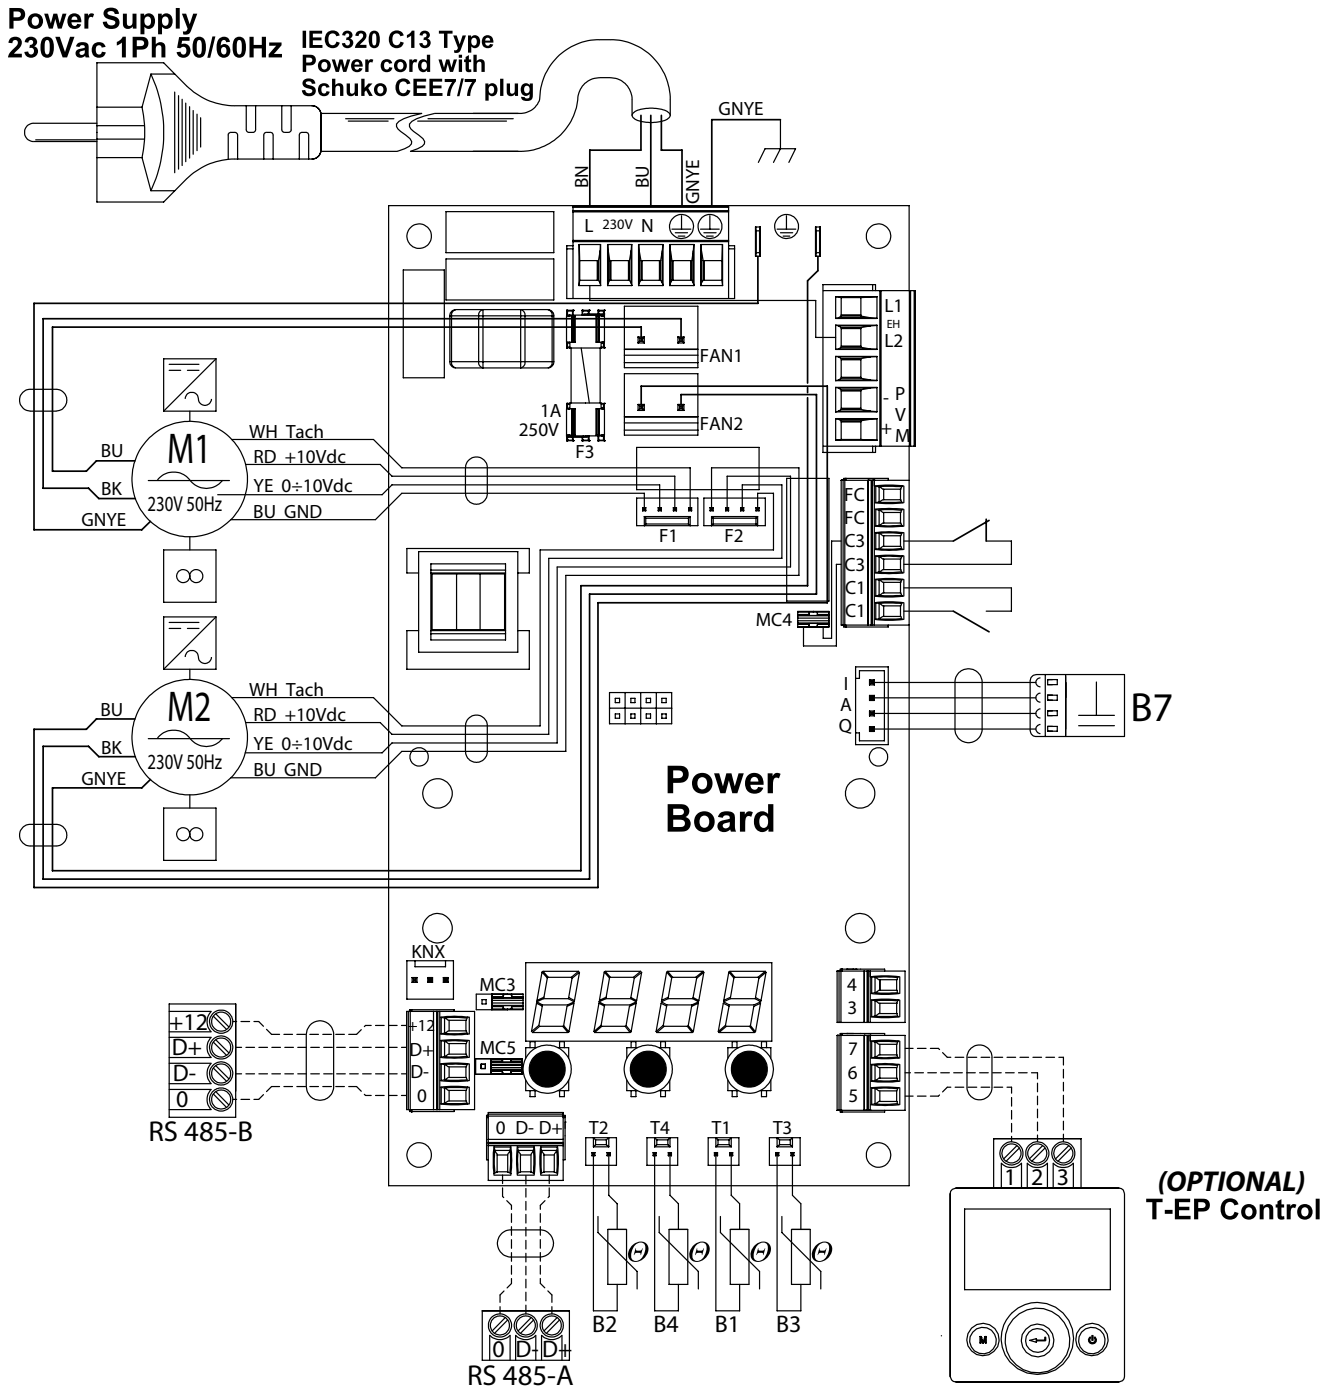 Power Supply
230Vac 1Ph 50/60Hz
IEC320 C13 Type
Power cord with
Schuko CEE7/7 plug
GNYE
BN
BU
GNYE
L 230V N
L1
EH
L2
- P
V
+ M
FAN1
FAN2
1A
250V
F3
M1
230V 50Hz
BU
BK
GNYE
WH Tach
RD +10Vdc
YE 0÷10Vdc
BU GND
F1
F2
FC
FC
C3
C3
C1
C1
MC4
8
M2
230V 50Hz
BU
BK
GNYE
WH Tach
RD +10Vdc
YE 0÷10Vdc
BU GND
8
I
A
Q
B7
Power
Board
KNX
MC3
MC5
+12
D+
D-
0
RS 485-B
+12
D+
D-
0
4
3
7
6
5
0 D- D+
T2
T4
T1
T3
Θ
Θ
Θ
Θ
B2
B4
B1
B3
0 D- D+
RS 485-A
1 2 3
(OPTIONAL)
T-EP Control
M